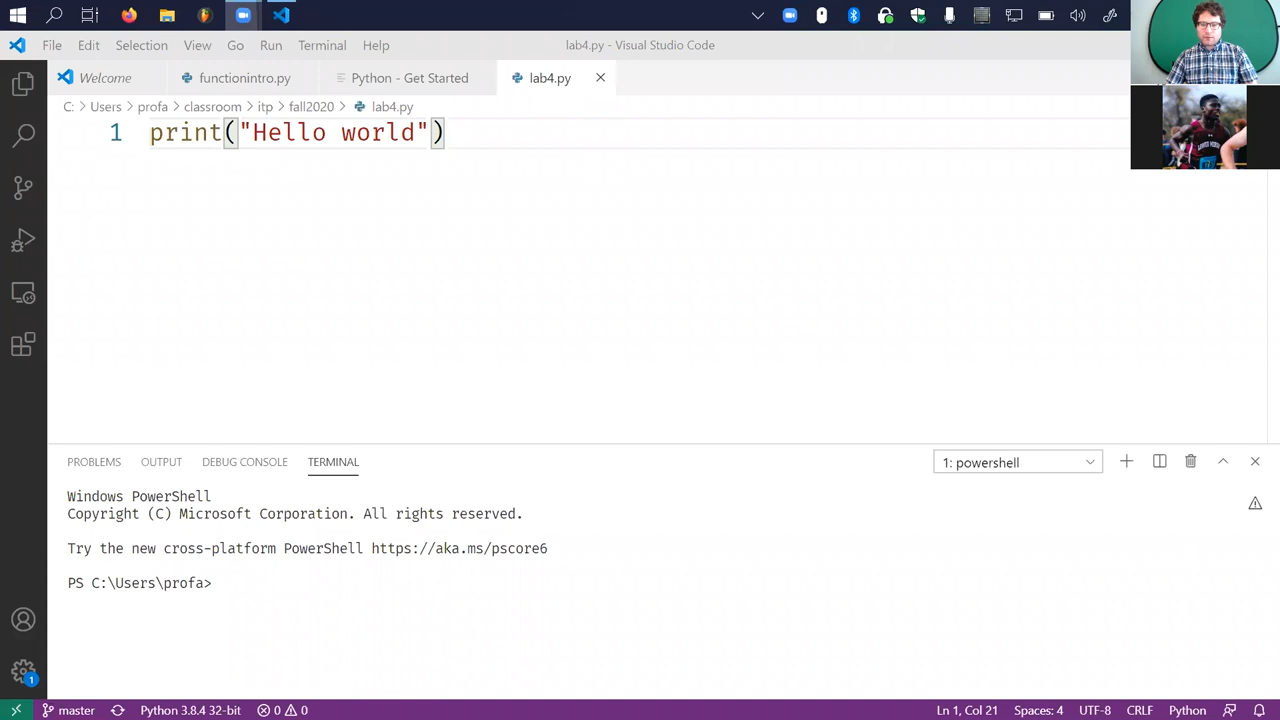 File Edit Selection View Go Run Terminal Help lab4.py - Visual Studio Code
Welcome functionintro.py Python - Get Started lab4.py
C: > Users > profa > classroom > itp > fall2020 > lab4.py
1 print("Hello world")
PROBLEMS OUTPUT DEBUG CONSOLE TERMINAL 1: powershell
Windows PowerShell
Copyright (C) Microsoft Corporation. All rights reserved.
Try the new cross-platform PowerShell https://aka.ms/pscore6
PS C:\Users\profa>
1
master Python 3.8.4 32-bit 0 0 Ln 1, Col 21 Spaces: 4 UTF-8 CRLF Python